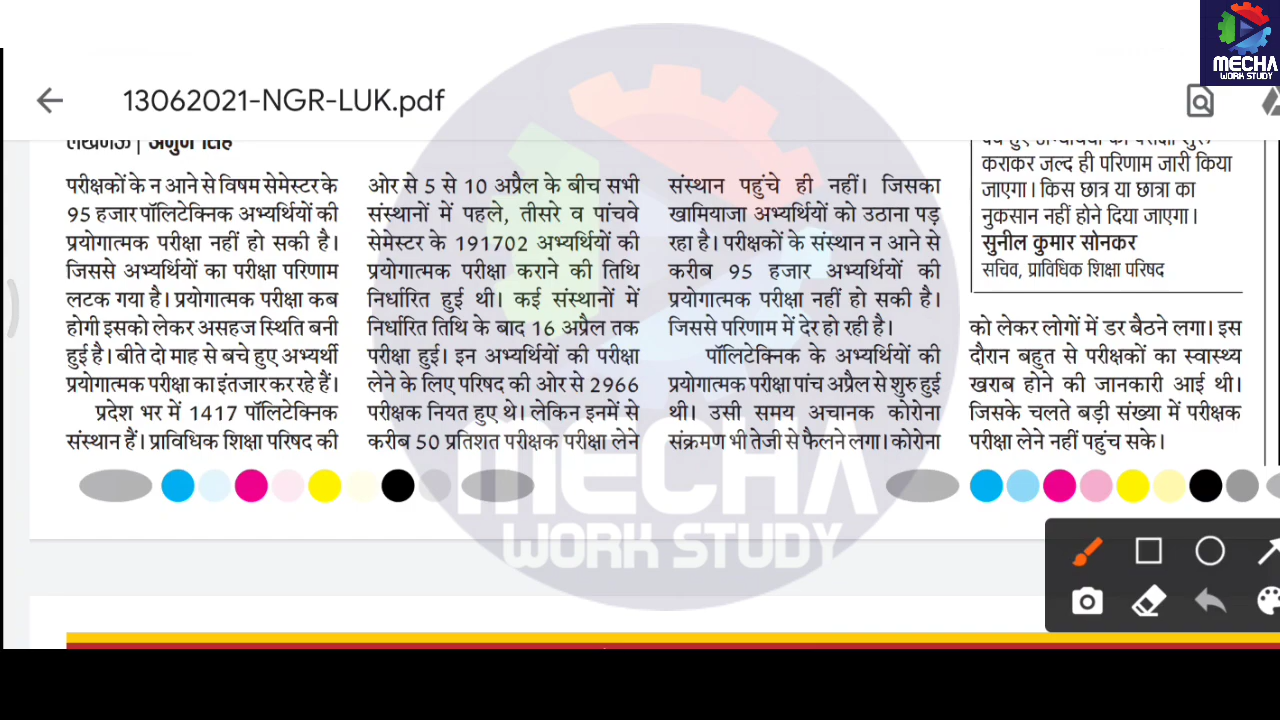 MECHA
WORK STUDY
13062021-NGR-LUK.pdf
लखनऊ |
परीक्षकों के न आने से विषम सेमेस्टर के
95 हजार पॉलिटेक्निक अभ्यर्थियों की
प्रयोगात्मक परीक्षा नहीं हो सकी है।
जिससे अभ्यर्थियों का परीक्षा परिणाम
लटक गया है। प्रयोगात्मक परीक्षा कब
होगी इसको लेकर असहज स्थिति बनी
हुई है। बीते दो माह से बचे हुए अभ्यर्थी
प्रयोगात्मक परीक्षा का इंतजार कर रहे हैं।
प्रदेश भर में 1417 पॉलिटेक्निक
संस्थान हैं। प्राविधिक शिक्षा परिषद की
ओर से 5 से 10 अप्रैल के बीच सभी
संस्थानों में पहले, तीसरे व पांचवे
सेमेस्टर के 191702 अभ्यर्थियों की
प्रयोगात्मक परीक्षा कराने की तिथि
निर्धारित हुई थी। कई संस्थानों में
निर्धारित तिथि के बाद 16 अप्रैल तक
परीक्षा हुई। इन अभ्यर्थियों की परीक्षा
लेने के लिए परिषद की ओर से 2966
परीक्षक नियत हुए थे। लेकिन इनमें से
करीब 50 प्रतिशत परीक्षक परीक्षा लेने
संस्थान पहुंचे ही नहीं। जिसका
खामियाजा अभ्यर्थियों को उठाना पड़
रहा है। परीक्षकों के संस्थान न आने से
करीब 95 हजार अभ्यर्थियों की
प्रयोगात्मक परीक्षा नहीं हो सकी है।
जिससे परिणाम में देर हो रही है।
पॉलिटेक्निक के अभ्यर्थियों की
प्रयोगात्मक परीक्षा पांच अप्रैल से शुरु हुई
थी। उसी समय अचानक कोरोना
संक्रमण भी तेजी से फैलने लगा। कोरोना
कराकर जल्द ही परिणाम जारी किया
जाएगा। किस छात्र या छात्रा का
नुकसान नहीं होने दिया जाएगा।
सुनील कुमार सोनकर
सचिव, प्राविधिक शिक्षा परिषद
को लेकर लोगों में डर बैठने लगा। इस
दौरान बहुत से परीक्षकों का स्वास्थ्य
खराब होने की जानकारी आई थी।
जिसके चलते बड़ी संख्या में परीक्षक
परीक्षा लेने नहीं पहुंच सके।
MECHA
WORK STUDY